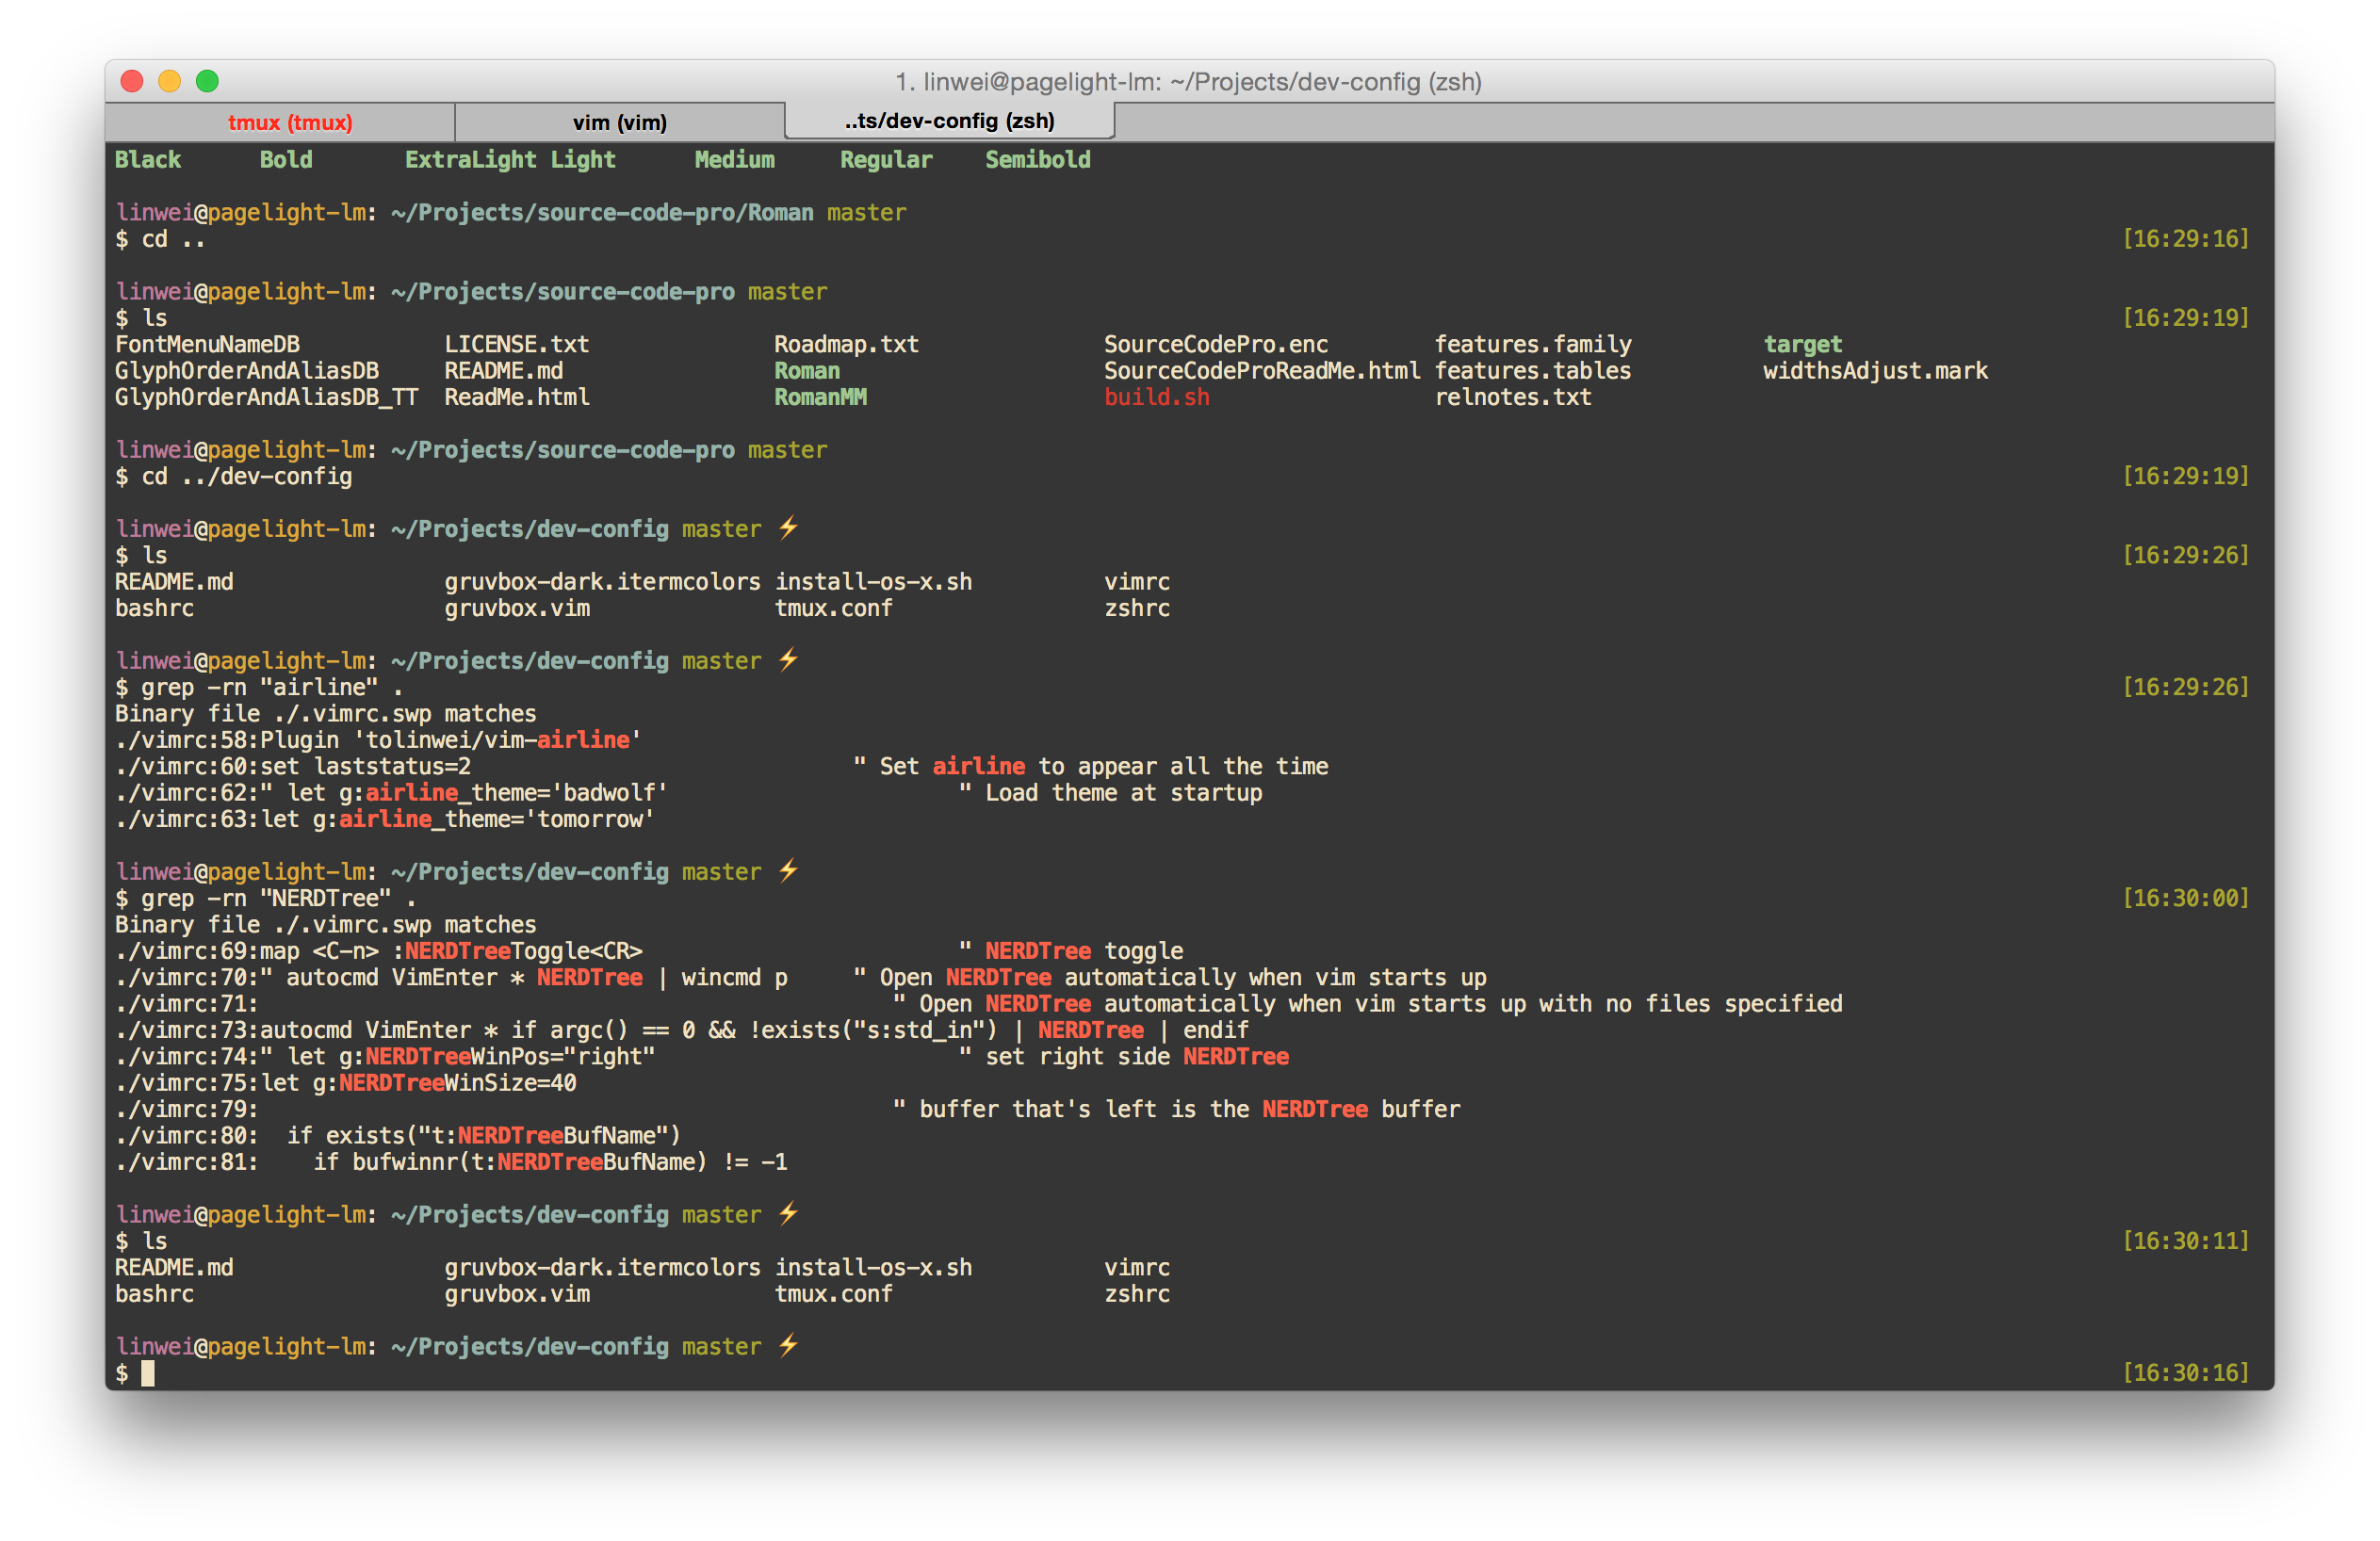 1. linwei@pagelight-lm: ~/Projects/dev-config (zsh)
tmux (tmux) vim (vim) ..ts/dev-config (zsh)
Black      Bold       ExtraLight Light      Medium     Regular    Semibold
linwei@pagelight-lm: ~/Projects/source-code-pro/Roman master
$ cd .. [16:29:16]
linwei@pagelight-lm: ~/Projects/source-code-pro master
$ ls [16:29:19]
FontMenuNameDB           LICENSE.txt              Roadmap.txt              SourceCodePro.enc        features.family          target
GlyphOrderAndAliasDB     README.md                Roman                    SourceCodeProReadMe.html features.tables          widthsAdjust.mark
GlyphOrderAndAliasDB_TT  ReadMe.html              RomanMM                  build.sh                 relnotes.txt
linwei@pagelight-lm: ~/Projects/source-code-pro master
$ cd ../dev-config [16:29:19]
linwei@pagelight-lm: ~/Projects/dev-config master ⚡
$ ls [16:29:26]
README.md                gruvbox-dark.itermcolors install-os-x.sh          vimrc
bashrc                   gruvbox.vim              tmux.conf                zshrc
linwei@pagelight-lm: ~/Projects/dev-config master ⚡
$ grep -rn "airline" . [16:29:26]
Binary file ./.vimrc.swp matches
./vimrc:58:Plugin 'tolinwei/vim-airline'
./vimrc:60:set laststatus=2                             " Set airline to appear all the time
./vimrc:62:" let g:airline_theme='badwolf'                      " Load theme at startup
./vimrc:63:let g:airline_theme='tomorrow'
linwei@pagelight-lm: ~/Projects/dev-config master ⚡
$ grep -rn "NERDTree" . [16:30:00]
Binary file ./.vimrc.swp matches
./vimrc:69:map <C-n> :NERDTreeToggle<CR>                        " NERDTree toggle
./vimrc:70:" autocmd VimEnter * NERDTree | wincmd p     " Open NERDTree automatically when vim starts up
./vimrc:71:                                                " Open NERDTree automatically when vim starts up with no files specified
./vimrc:73:autocmd VimEnter * if argc() == 0 && !exists("s:std_in") | NERDTree | endif
./vimrc:74:" let g:NERDTreeWinPos="right"                       " set right side NERDTree
./vimrc:75:let g:NERDTreeWinSize=40
./vimrc:79:                                                " buffer that's left is the NERDTree buffer
./vimrc:80:  if exists("t:NERDTreeBufName")
./vimrc:81:    if bufwinnr(t:NERDTreeBufName) != -1
linwei@pagelight-lm: ~/Projects/dev-config master ⚡
$ ls [16:30:11]
README.md                gruvbox-dark.itermcolors install-os-x.sh          vimrc
bashrc                   gruvbox.vim              tmux.conf                zshrc
linwei@pagelight-lm: ~/Projects/dev-config master ⚡
$ [16:30:16]